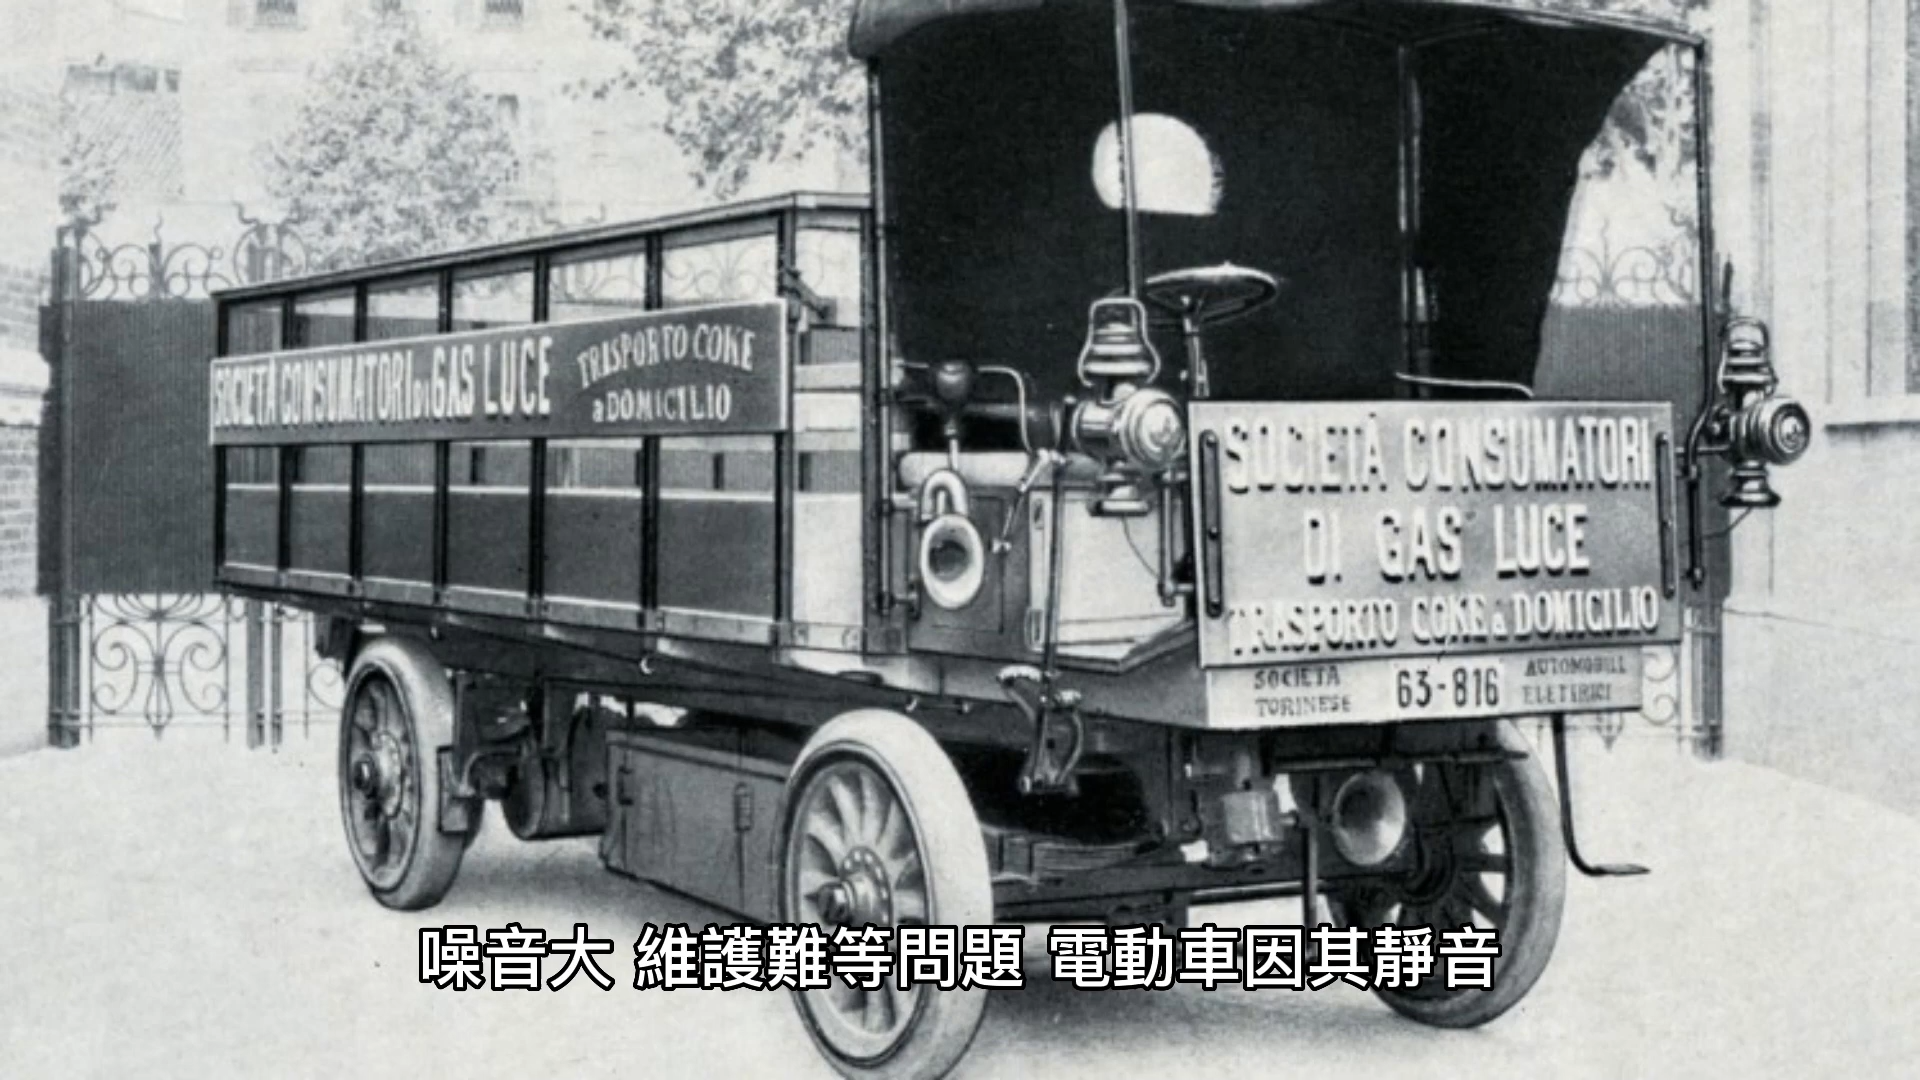 SOCIETÀ CONSUMATORI DI GAS LUCE
TRASPORTO COKE
a DOMICILIO
SOCIETÀ CONSUMATORI
DI GAS LUCE
TRASPORTO COKE a DOMICILIO
SOCIETÀ
TORINESE
63-816
AUTOMOBILI
ELETTRICI
噪音大 維護難等問題 電動車因其靜音